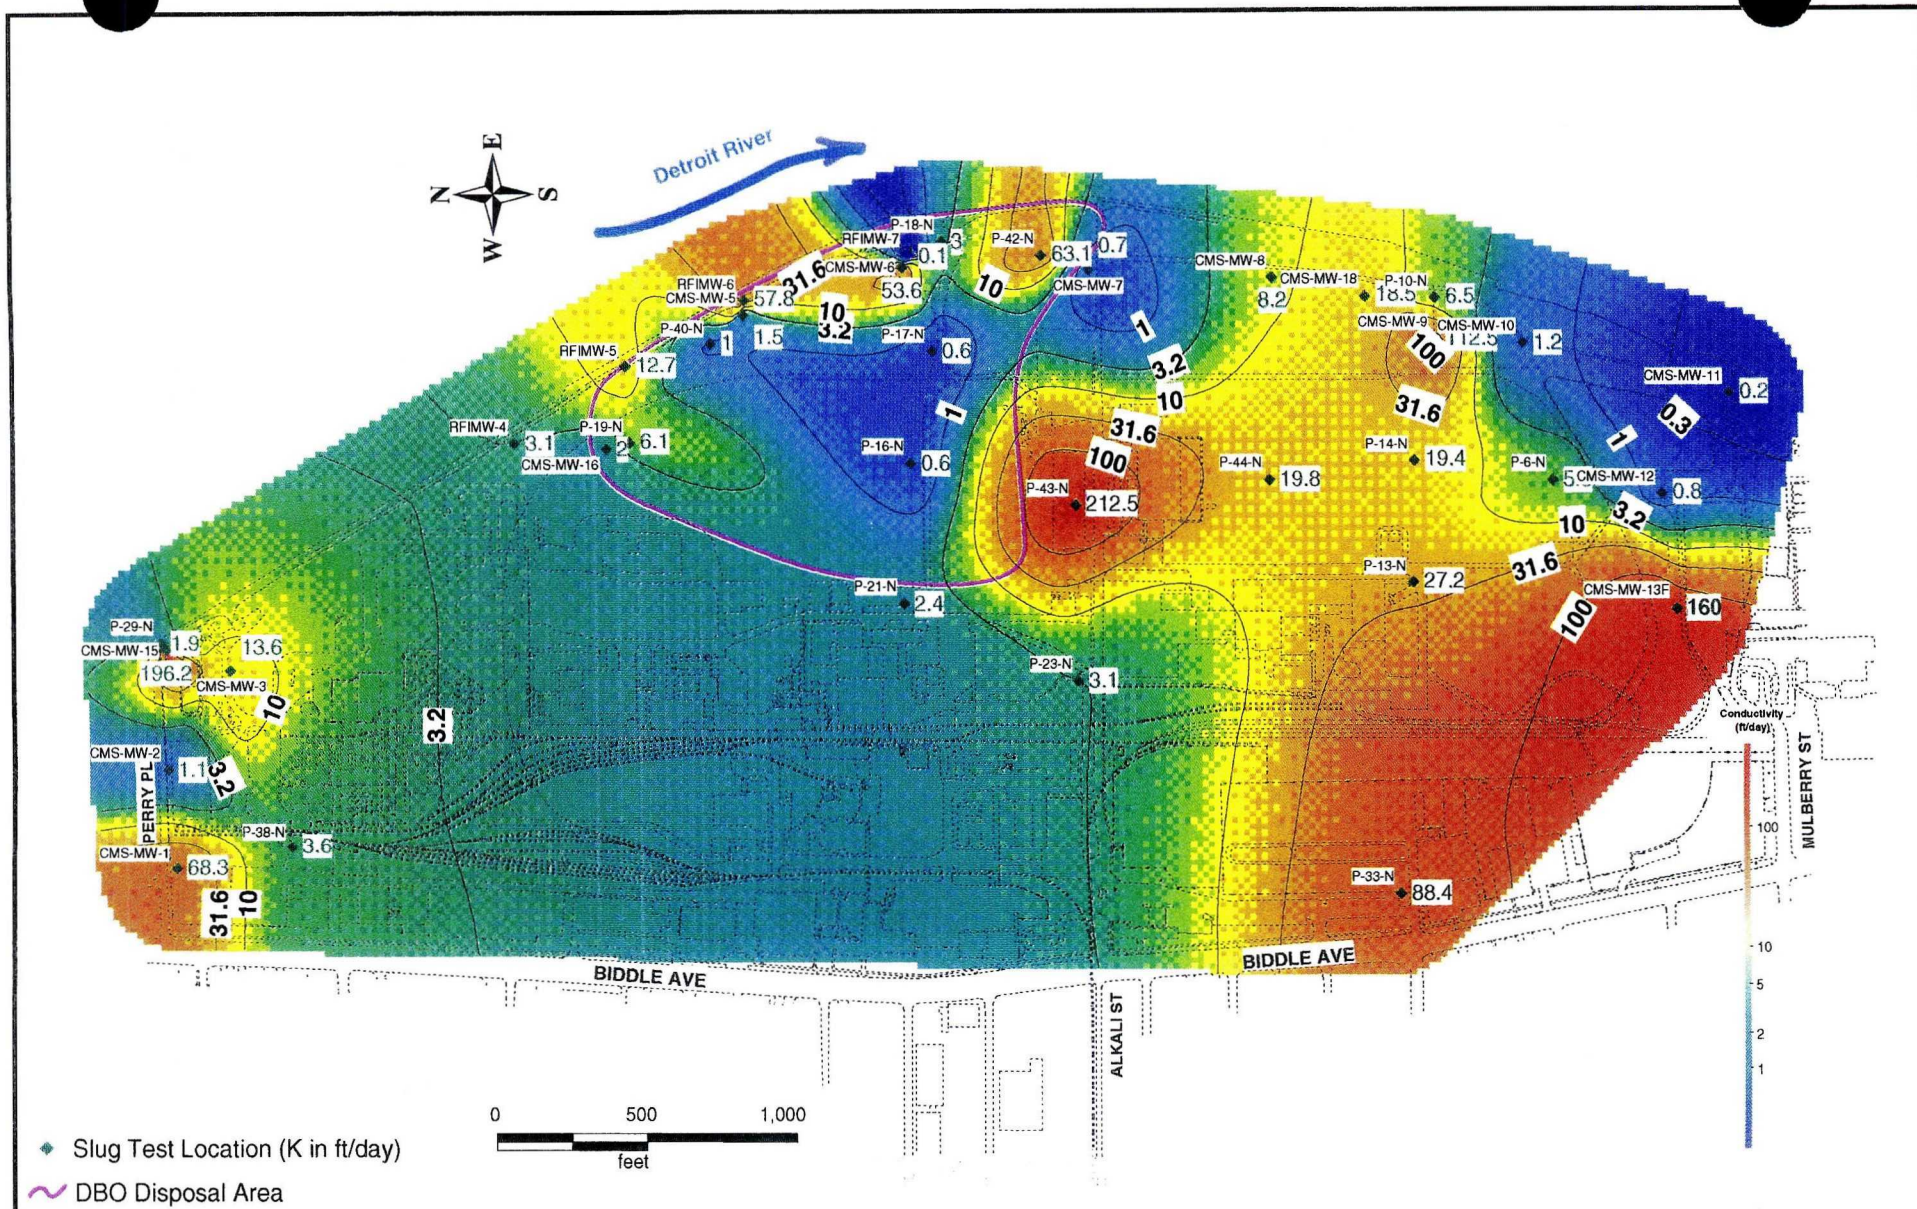 E
N
S
W
Detroit River
P-18-N
3
RFIMW-7
0.1
P-42-N
63.1
0.7
CMS-MW-6
53.6
31.6
10
CMS-MW-7
CMS-MW-8
8.2
CMS-MW-18
18.5
P-10-N
6.5
RFIMW-6
CMS-MW-5
57.8
1.5
10
3.2
P-40-N
1
P-17-N
0.6
1
3.2
10
CMS-MW-9
CMS-MW-10
112.5
1.2
100
31.6
RFIMW-5
12.7
CMS-MW-11
0.2
0.3
1
RFIMW-4
3.1
P-19-N
2
6.1
CMS-MW-16
1
P-16-N
0.6
31.6
100
P-43-N
212.5
P-44-N
19.8
P-14-N
19.4
P-6-N
CMS-MW-12
0.8
3.2
10
31.6
P-21-N
2.4
P-13-N
27.2
CMS-MW-13F
160
100
P-29-N
1.9
CMS-MW-15
196.2
13.6
CMS-MW-3
10
P-23-N
3.1
3.2
CMS-MW-2
1.1
3.2
PERRY PL
P-38-N
3.6
CMS-MW-1
68.3
31.6
10
P-33-N
88.4
Conductivity
(ft/day)
100
10
5
2
1
MULBERRY ST
BIDDLE AVE
BIDDLE AVE
ALKALI ST
0 500 1,000
feet
Slug Test Location (K in ft/day)
DBO Disposal Area